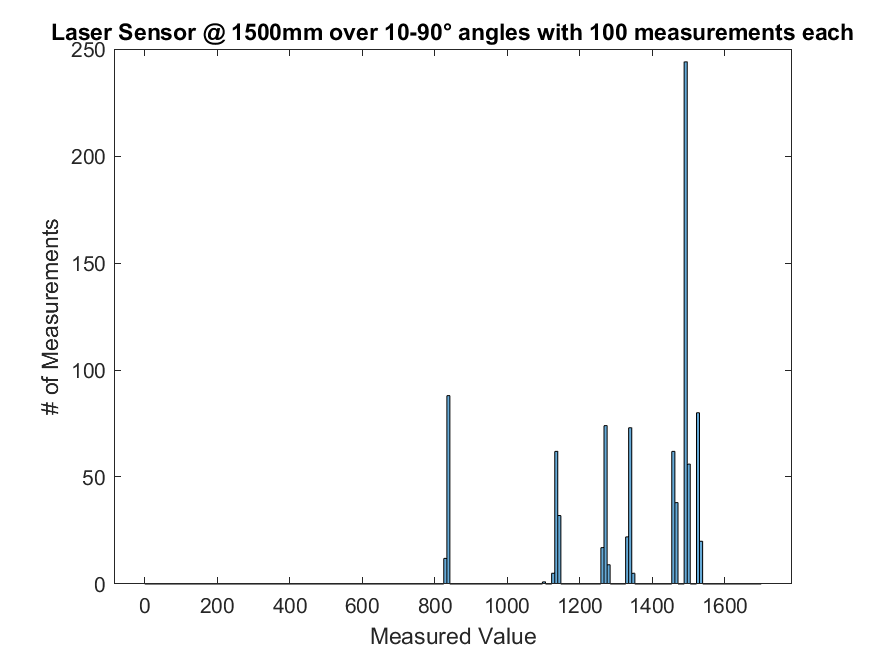 Laser Sensor @ 1500mm over 10-90° angles with 100 measurements each
250
200
150
100
50
0
# of Measurements
0 200 400 600 800 1000 1200 1400 1600
Measured Value